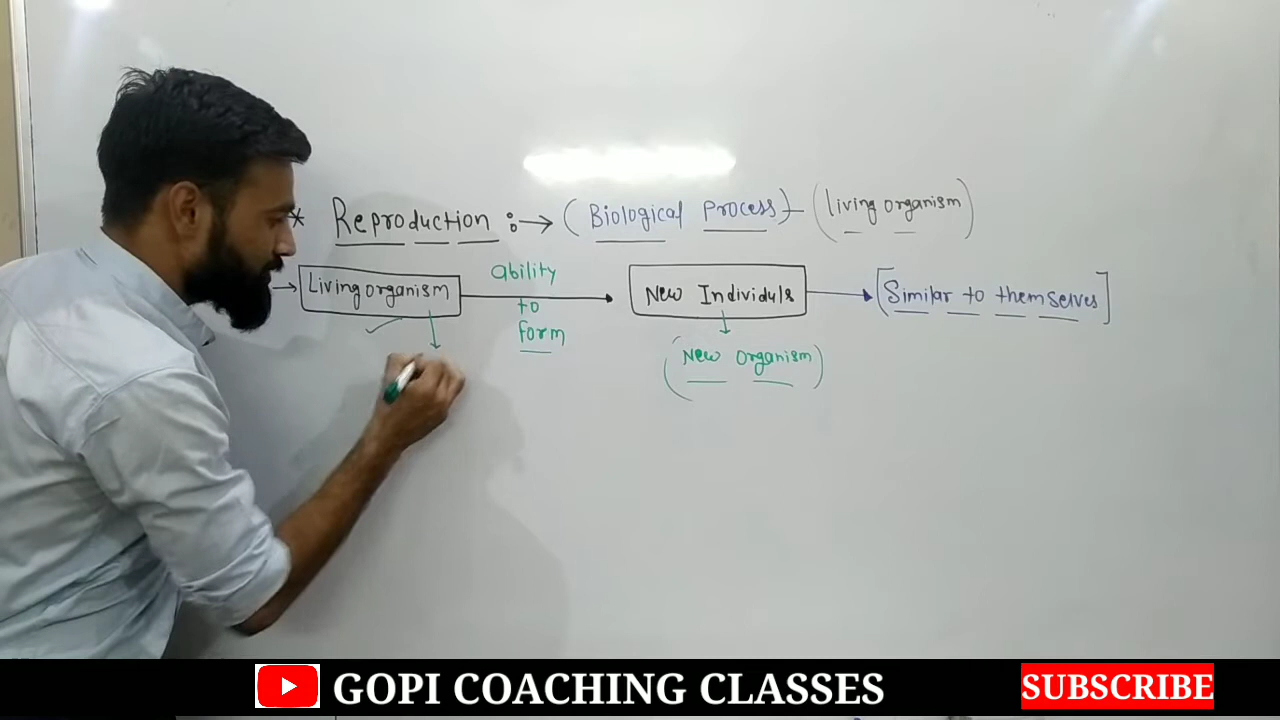 * Reproduction :→ (Biological Process) - (living organism)
→ Living organism ability to form New Individuls [Similar to themselves]
(New Organism)
GOPI COACHING CLASSES SUBSCRIBE